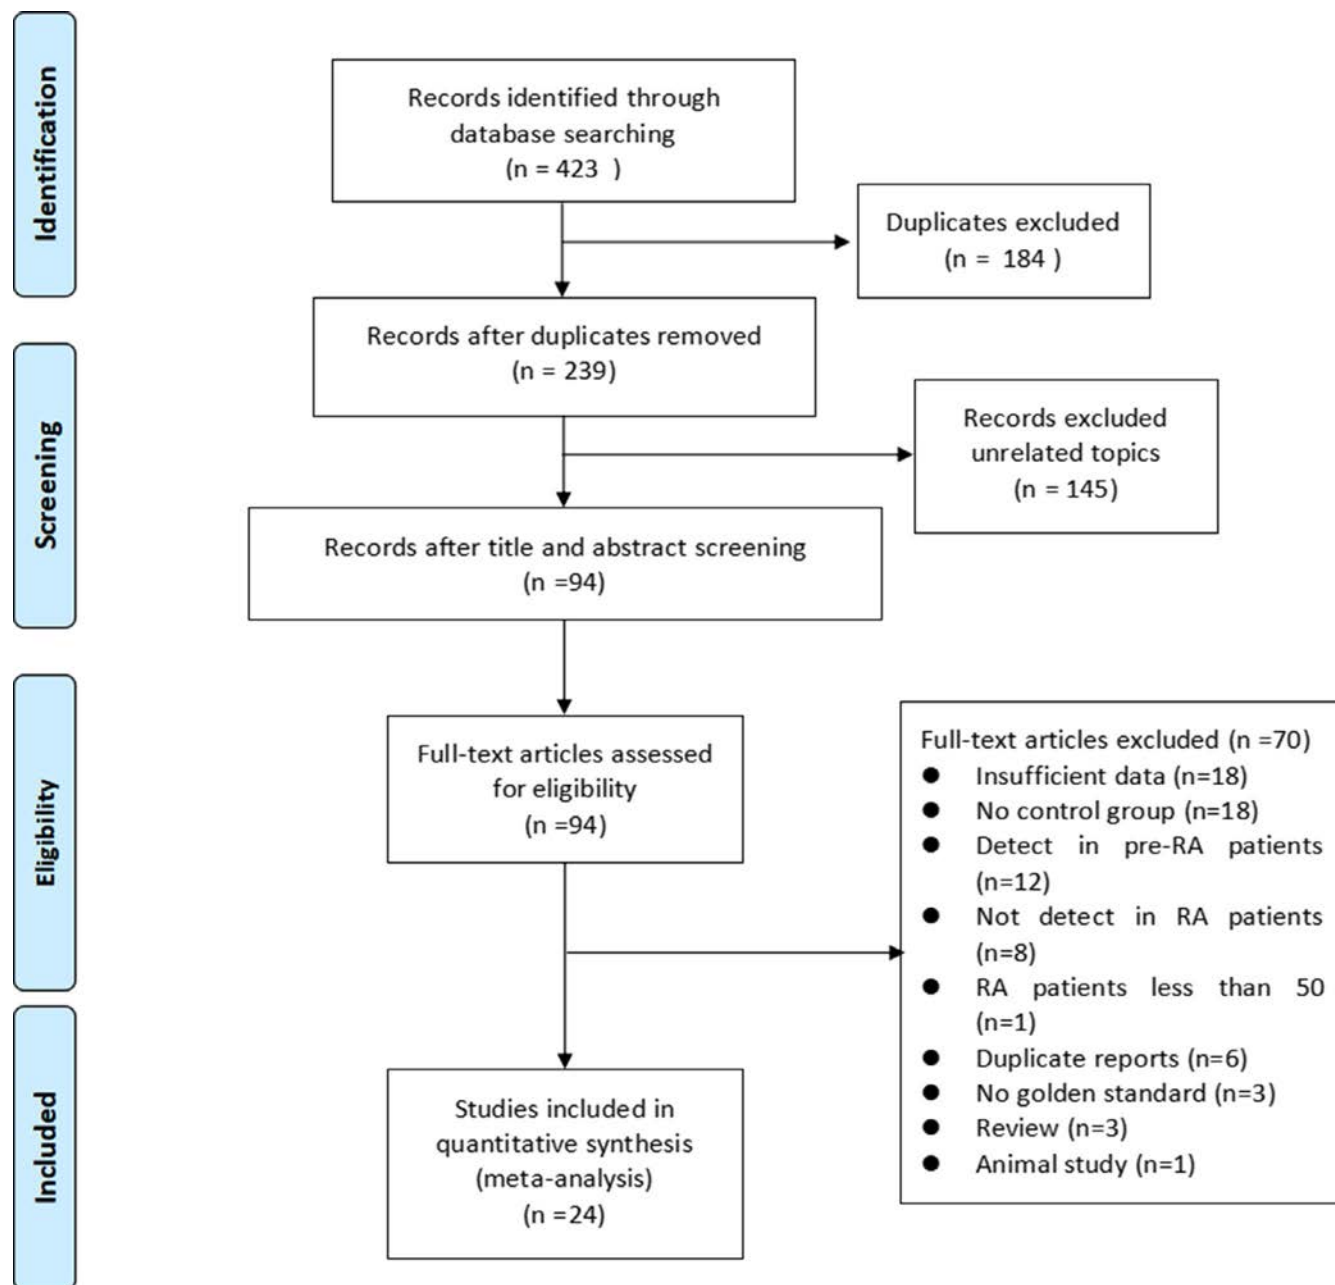 Identification
Records identified through
database searching
(n = 423 )
Duplicates excluded
(n = 184 )
Records after duplicates removed
(n = 239)
Screening
Records excluded
unrelated topics
(n = 145)
Records after title and abstract screening
(n =94)
Eligibility
Full-text articles assessed
for eligibility
(n =94)
Full-text articles excluded (n =70)
● Insufficient data (n=18)
● No control group (n=18)
● Detect in pre-RA patients
(n=12)
● Not detect in RA patients
(n=8)
● RA patients less than 50
(n=1)
● Duplicate reports (n=6)
● No golden standard (n=3)
● Review (n=3)
● Animal study (n=1)
Included
Studies included in
quantitative synthesis
(meta-analysis)
(n =24)